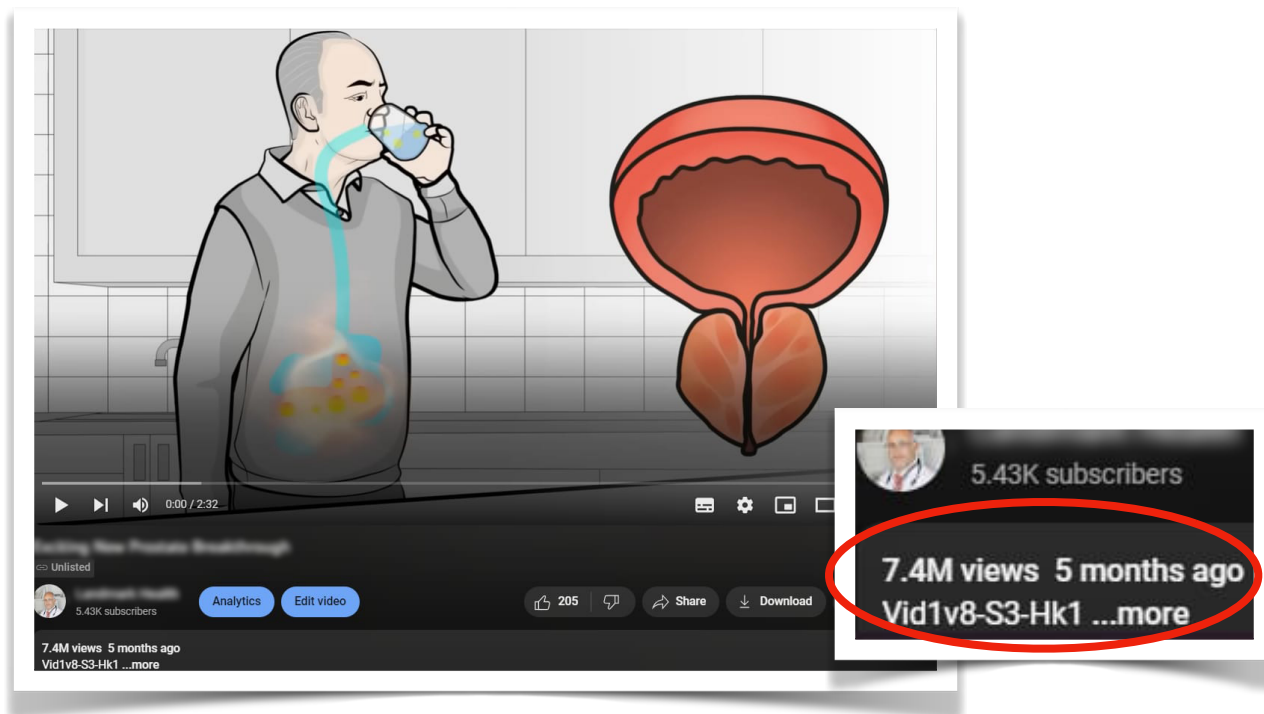 0:00 / 2:32
Unlisted
5.43K subscribers
Analytics
Edit video
205
Share
Download
7.4M views 5 months ago
Vid1v8-S3-Hk1 ...more
5.43K subscribers
7.4M views 5 months ago
Vid1v8-S3-Hk1 ...more